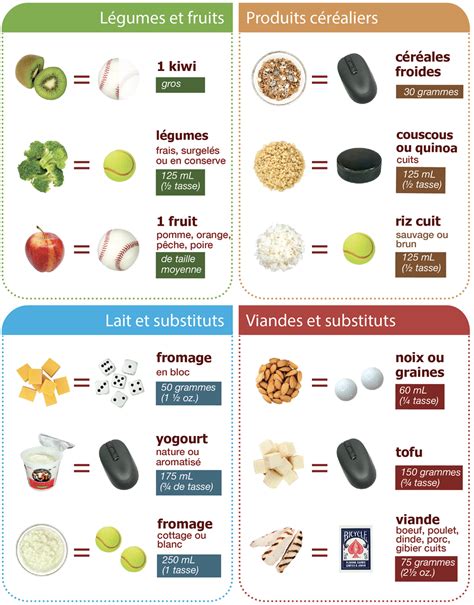 Légumes et fruits
1 kiwi
gros
légumes
frais, surgelés
ou en conserve
125 mL
(½ tasse)
1 fruit
pomme, orange,
pêche, poire
de taille
moyenne
Produits céréaliers
céréales
froides
30 grammes
couscous
ou quinoa
cuits
125 mL
(½ tasse)
riz cuit
sauvage ou
brun
125 mL
(½ tasse)
Lait et substituts
fromage
en bloc
50 grammes
(1 ½ oz.)
yogourt
nature ou
aromatisé
175 mL
(¾ de tasse)
fromage
cottage ou
blanc
250 mL
(1 tasse)
Viandes et substituts
noix ou
graines
60 mL
(¼ tasse)
tofu
150 grammes
(¾ tasse)
BICYCLE
viande
boeuf, poulet,
dinde, porc,
gibier cuits
75 grammes
(2½ oz.)